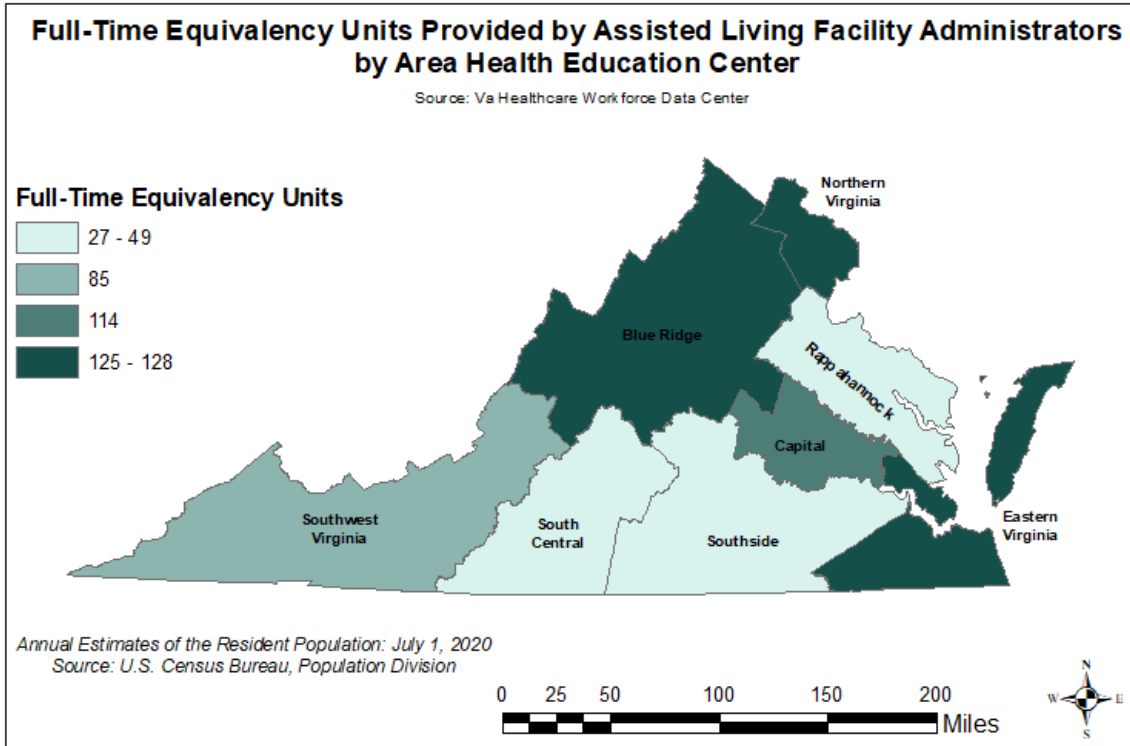 Full-Time Equivalency Units Provided by Assisted Living Facility Administrators
by Area Health Education Center
Source: Va Healthcare Workforce Data Center
Full-Time Equivalency Units
27 - 49
85
114
125 - 128
Northern
Virginia
Blue Ridge
Rappahannock
Capital
Southwest
Virginia
South
Central
Southside
Eastern
Virginia
Annual Estimates of the Resident Population: July 1, 2020
Source: U.S. Census Bureau, Population Division
0 25 50 100 150 200
Miles
N
W E
S